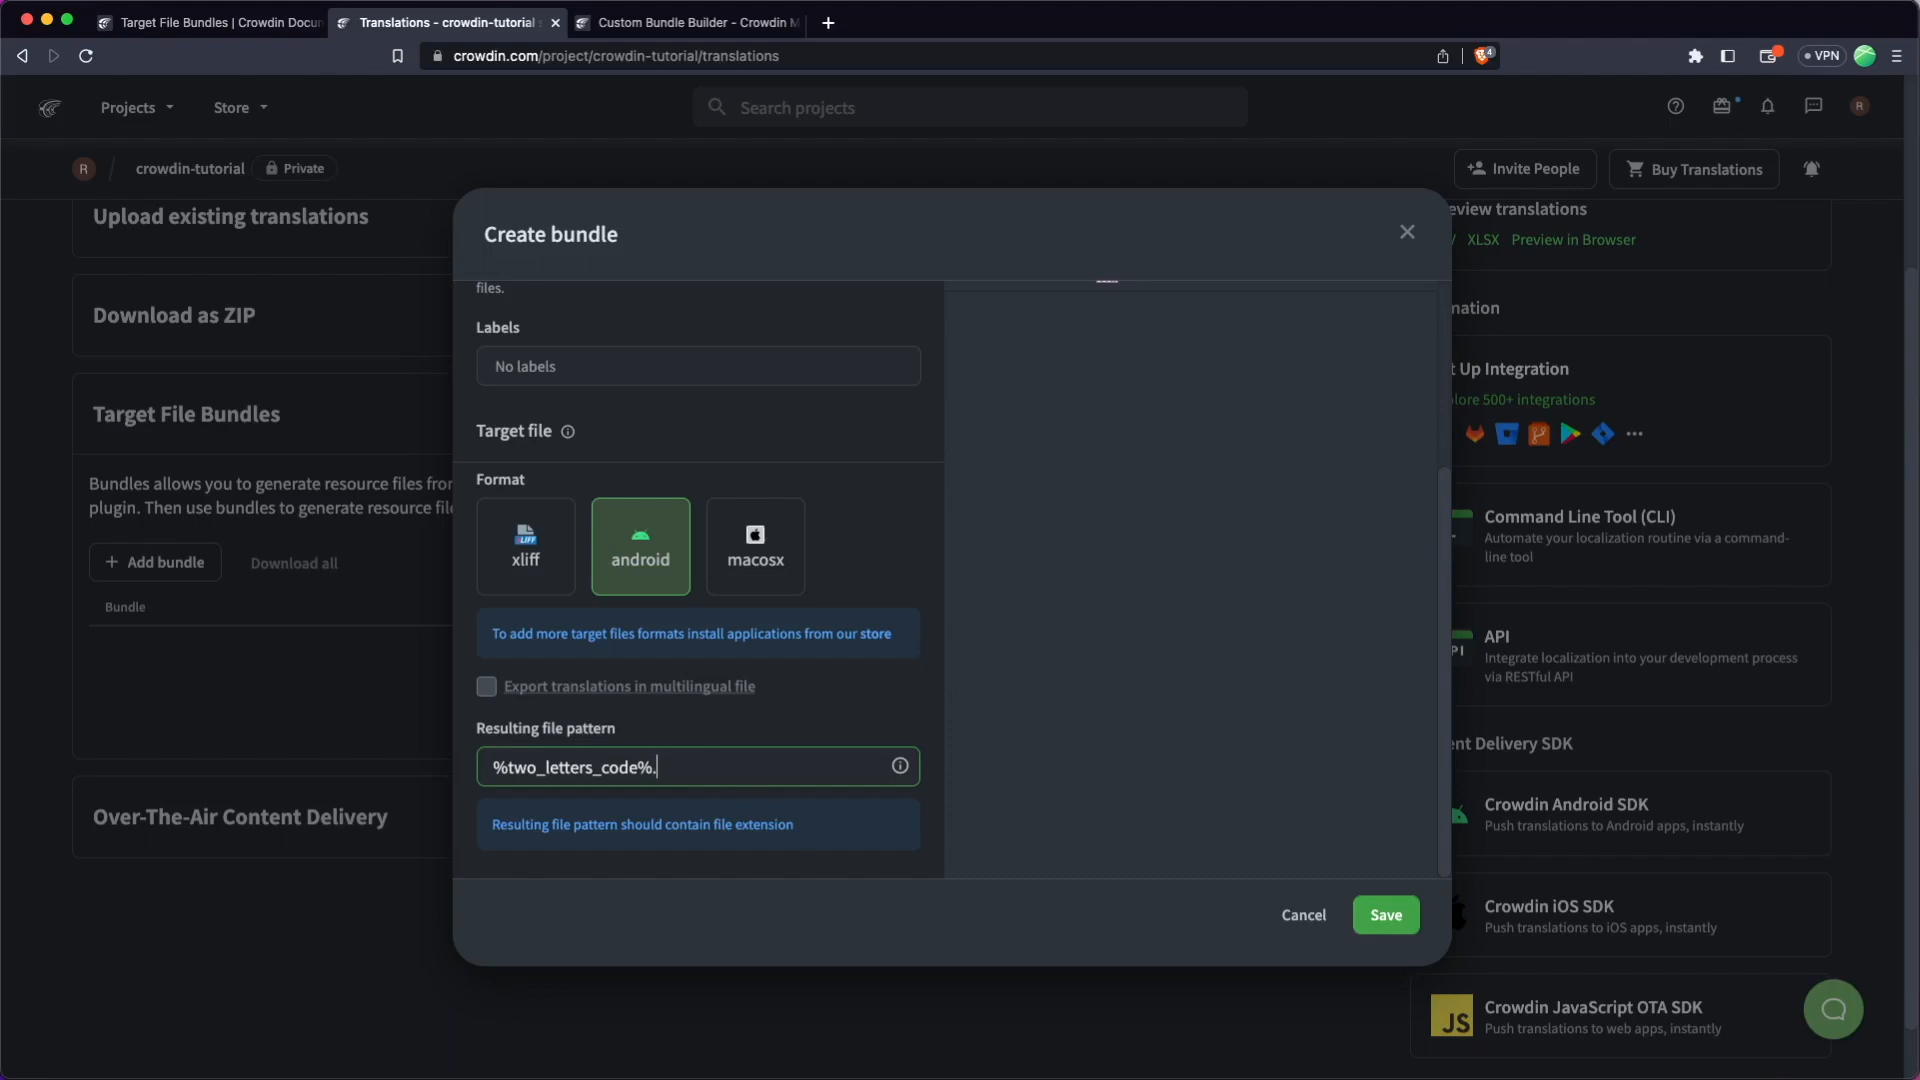 Target File Bundles | Crowdin Docu
Translations - crowdin-tutorial
Custom Bundle Builder - Crowdin M
crowdin.com/project/crowdin-tutorial/translations
4
VPN
Projects
Store
Search projects
R
R / crowdin-tutorial
Private
Invite People
Buy Translations
Upload existing translations
Download as ZIP
Target File Bundles
Bundles allows you to generate resource files fro
plugin. Then use bundles to generate resource file
+ Add bundle
Download all
Bundle
Over-The-Air Content Delivery
Create bundle
files.
Labels
No labels
Target file
Format
LIFF
xliff
android
macosx
To add more target files formats install applications from our store
Export translations in multilingual file
Resulting file pattern
%two_letters_code%.
Resulting file pattern should contain file extension
Cancel
Save
eview translations
XLSX
Preview in Browser
mation
t Up Integration
lore 500+ integrations
Command Line Tool (CLI)
Automate your localization routine via a command-
line tool
PI
API
Integrate localization into your development process
via RESTful API
ent Delivery SDK
Crowdin Android SDK
Push translations to Android apps, instantly
Crowdin iOS SDK
Push translations to iOS apps, instantly
JS
Crowdin JavaScript OTA SDK
Push translations to web apps, instantly